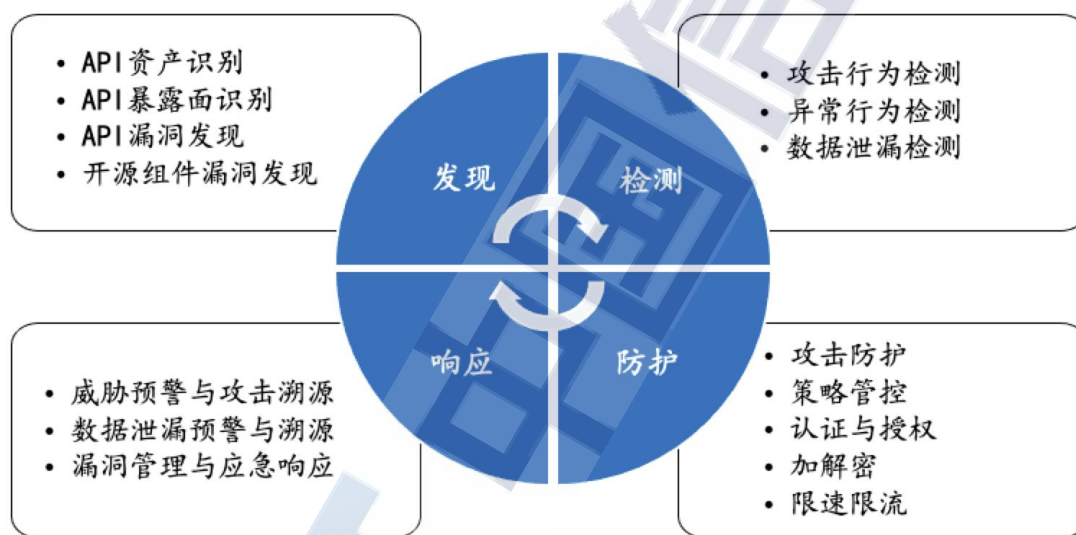 • API资产识别
• API暴露面识别
• API漏洞发现
• 开源组件漏洞发现
• 攻击行为检测
• 异常行为检测
• 数据泄漏检测
发现
检测
响应
防护
• 威胁预警与攻击溯源
• 数据泄漏预警与溯源
• 漏洞管理与应急响应
• 攻击防护
• 策略管控
• 认证与授权
• 加解密
• 限速限流